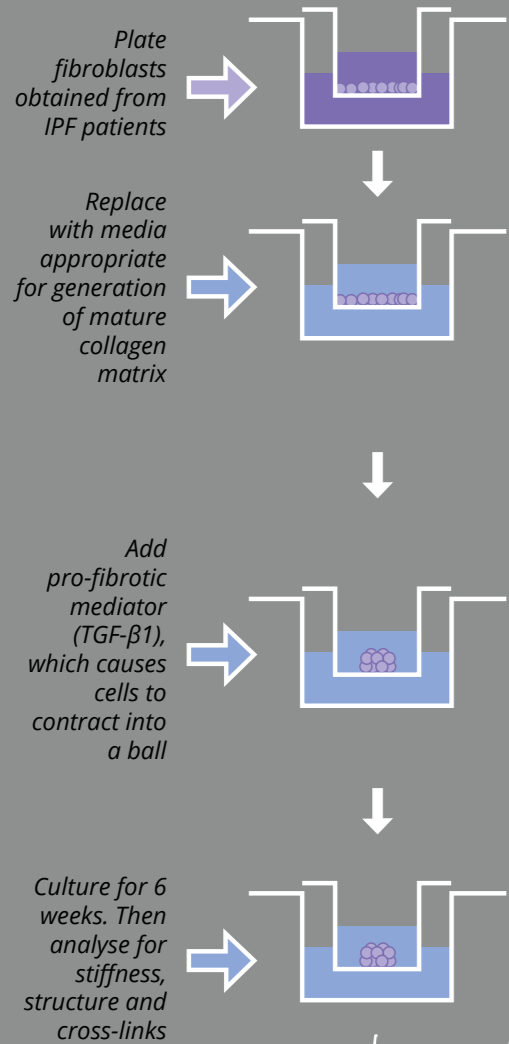 Plate
fibroblasts
obtained from
IPF patients
Replace
with media
appropriate
for generation
of mature
collagen
matrix
Add
pro-fibrotic
mediator
(TGF-β1),
which causes
cells to
contract into
a ball
Culture for 6
weeks. Then
analyse for
stiffness,
structure and
cross-links